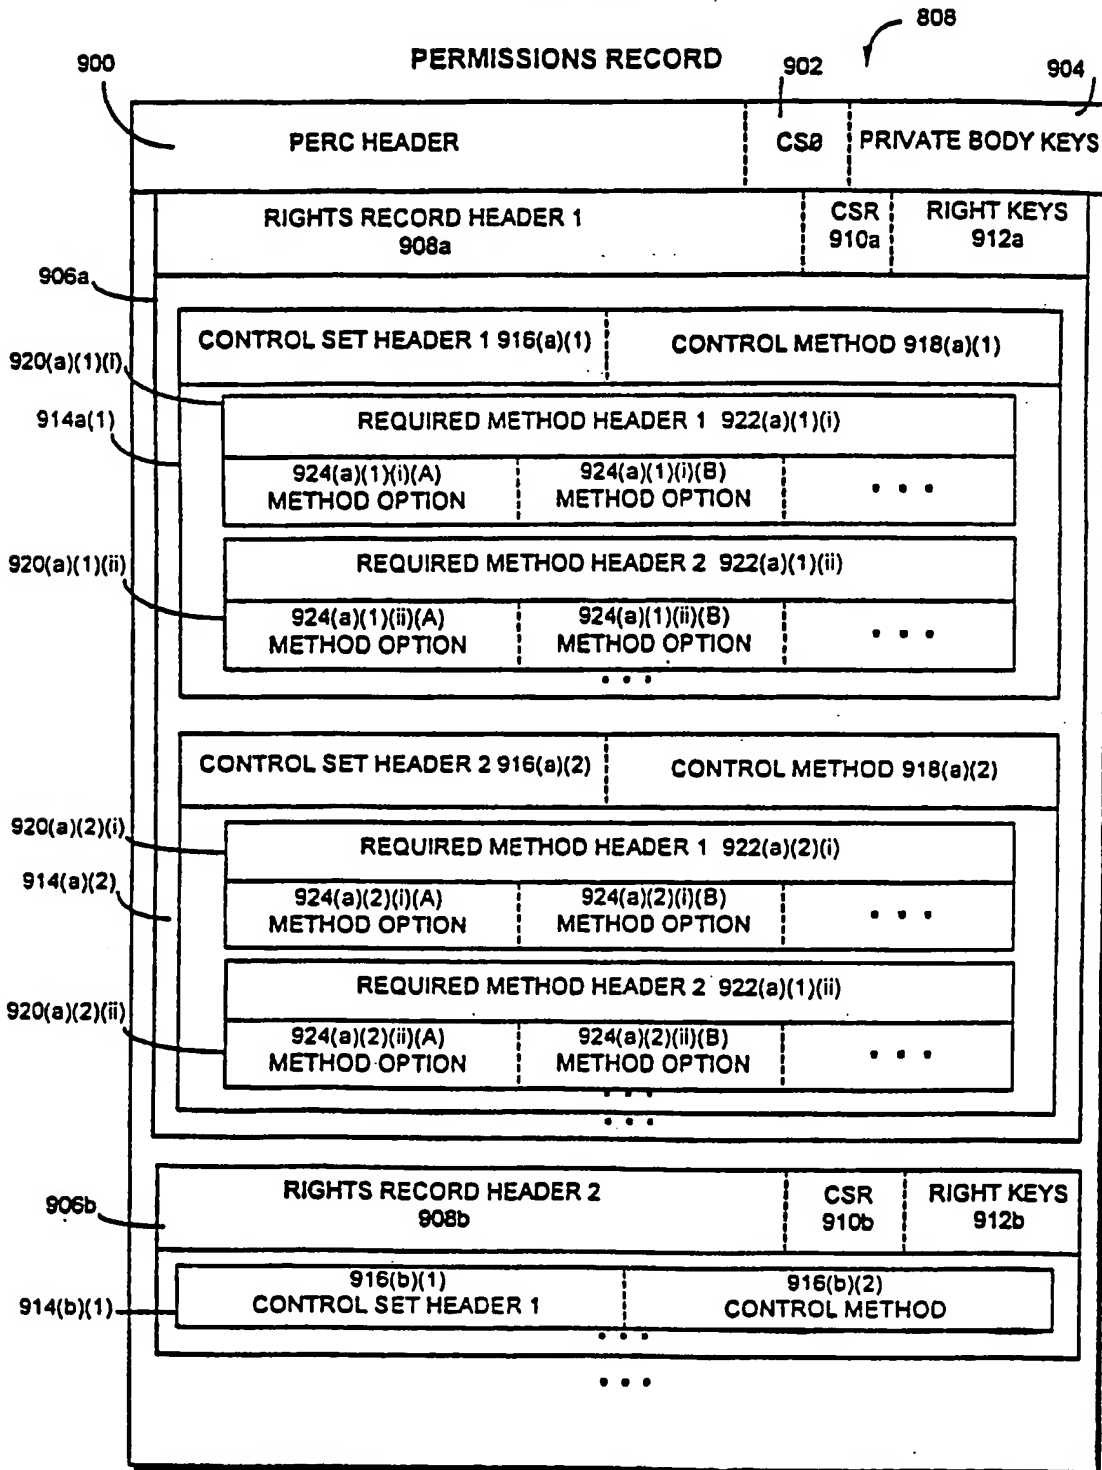 808
PERMISSIONS RECORD
900
902
904
PERC HEADER
CS0
PRIVATE BODY KEYS
RIGHTS RECORD HEADER 1
908a
CSR
910a
RIGHT KEYS
912a
906a
CONTROL SET HEADER 1 916(a)(1)
CONTROL METHOD 918(a)(1)
920(a)(1)(i)
914a(1)
REQUIRED METHOD HEADER 1 922(a)(1)(i)
924(a)(1)(i)(A)
METHOD OPTION
924(a)(1)(i)(B)
METHOD OPTION
• • •
920(a)(1)(ii)
REQUIRED METHOD HEADER 2 922(a)(1)(ii)
924(a)(1)(ii)(A)
METHOD OPTION
924(a)(1)(ii)(B)
METHOD OPTION
• • •
• • •
CONTROL SET HEADER 2 916(a)(2)
CONTROL METHOD 918(a)(2)
920(a)(2)(i)
914(a)(2)
REQUIRED METHOD HEADER 1 922(a)(2)(i)
924(a)(2)(i)(A)
METHOD OPTION
924(a)(2)(i)(B)
METHOD OPTION
• • •
920(a)(2)(ii)
REQUIRED METHOD HEADER 2 922(a)(1)(ii)
924(a)(2)(ii)(A)
METHOD OPTION
924(a)(2)(ii)(B)
METHOD OPTION
• • •
• • •
• • •
906b
RIGHTS RECORD HEADER 2
908b
CSR
910b
RIGHT KEYS
912b
914(b)(1)
916(b)(1)
CONTROL SET HEADER 1
916(b)(2)
CONTROL METHOD
• • •
• • •